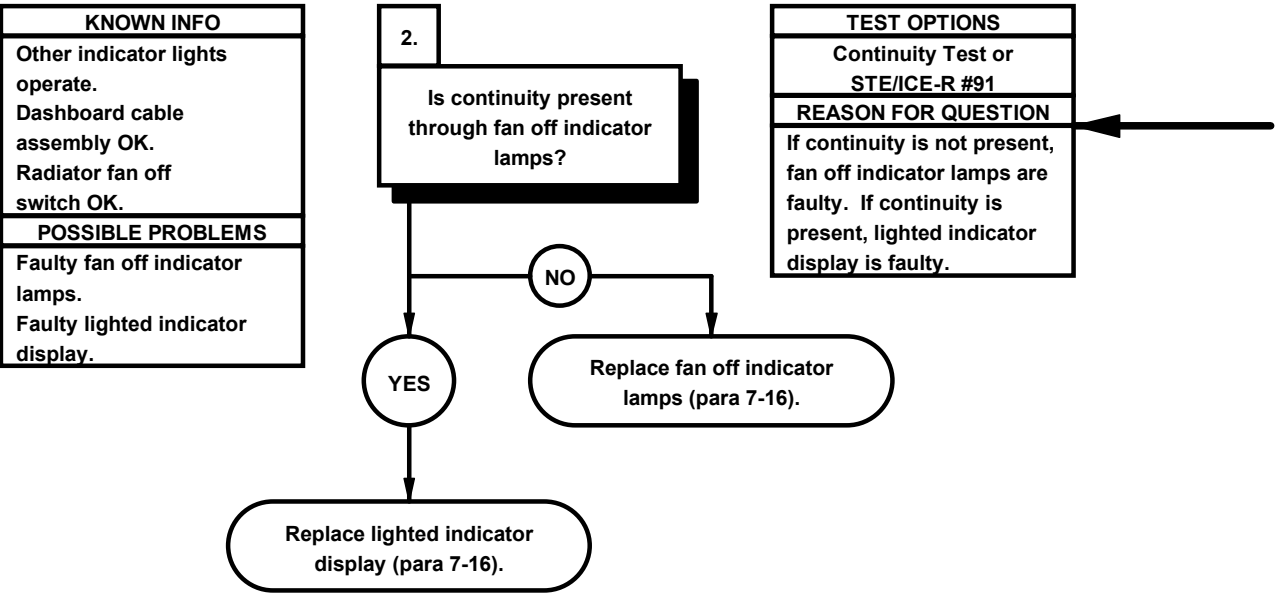 KNOWN INFO
Other indicator lights
operate.
Dashboard cable
assembly OK.
Radiator fan off
switch OK.
POSSIBLE PROBLEMS
Faulty fan off indicator
lamps.
Faulty lighted indicator
display.
2.
Is continuity present
through fan off indicator
lamps?
TEST OPTIONS
Continuity Test or
STE/ICE-R #91
REASON FOR QUESTION
If continuity is not present,
fan off indicator lamps are
faulty.  If continuity is
present, lighted indicator
display is faulty.
NO
YES
Replace fan off indicator
lamps (para 7-16).
Replace lighted indicator
display (para 7-16).